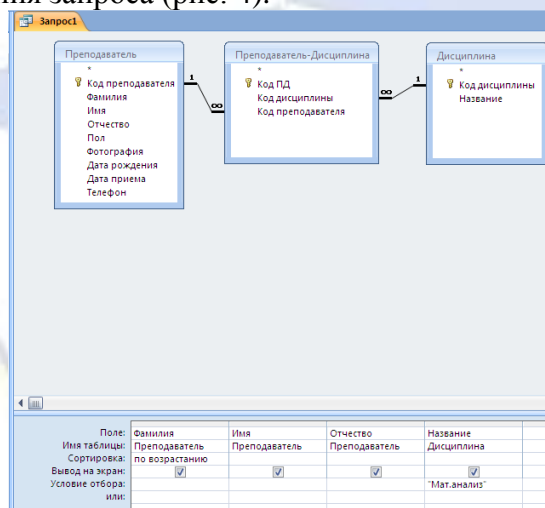 ния запроса (рис. 4).
Запрос1
Преподаватель
*
Код преподавателя
Фамилия
Имя
Отчество
Пол
Фотография
Дата рождения
Дата приема
Телефон
1
∞
Преподаватель-Дисциплина
*
Код ПД
Код дисциплины
Код преподавателя
∞
1
Дисциплина
*
Код дисциплины
Название
Поле: Фамилия Имя Отчество Название
Имя таблицы: Преподаватель Преподаватель Преподаватель Дисциплина
Сортировка: по возрастанию
Вывод на экран:
Условие отбора: "Мат.анализ"
или: